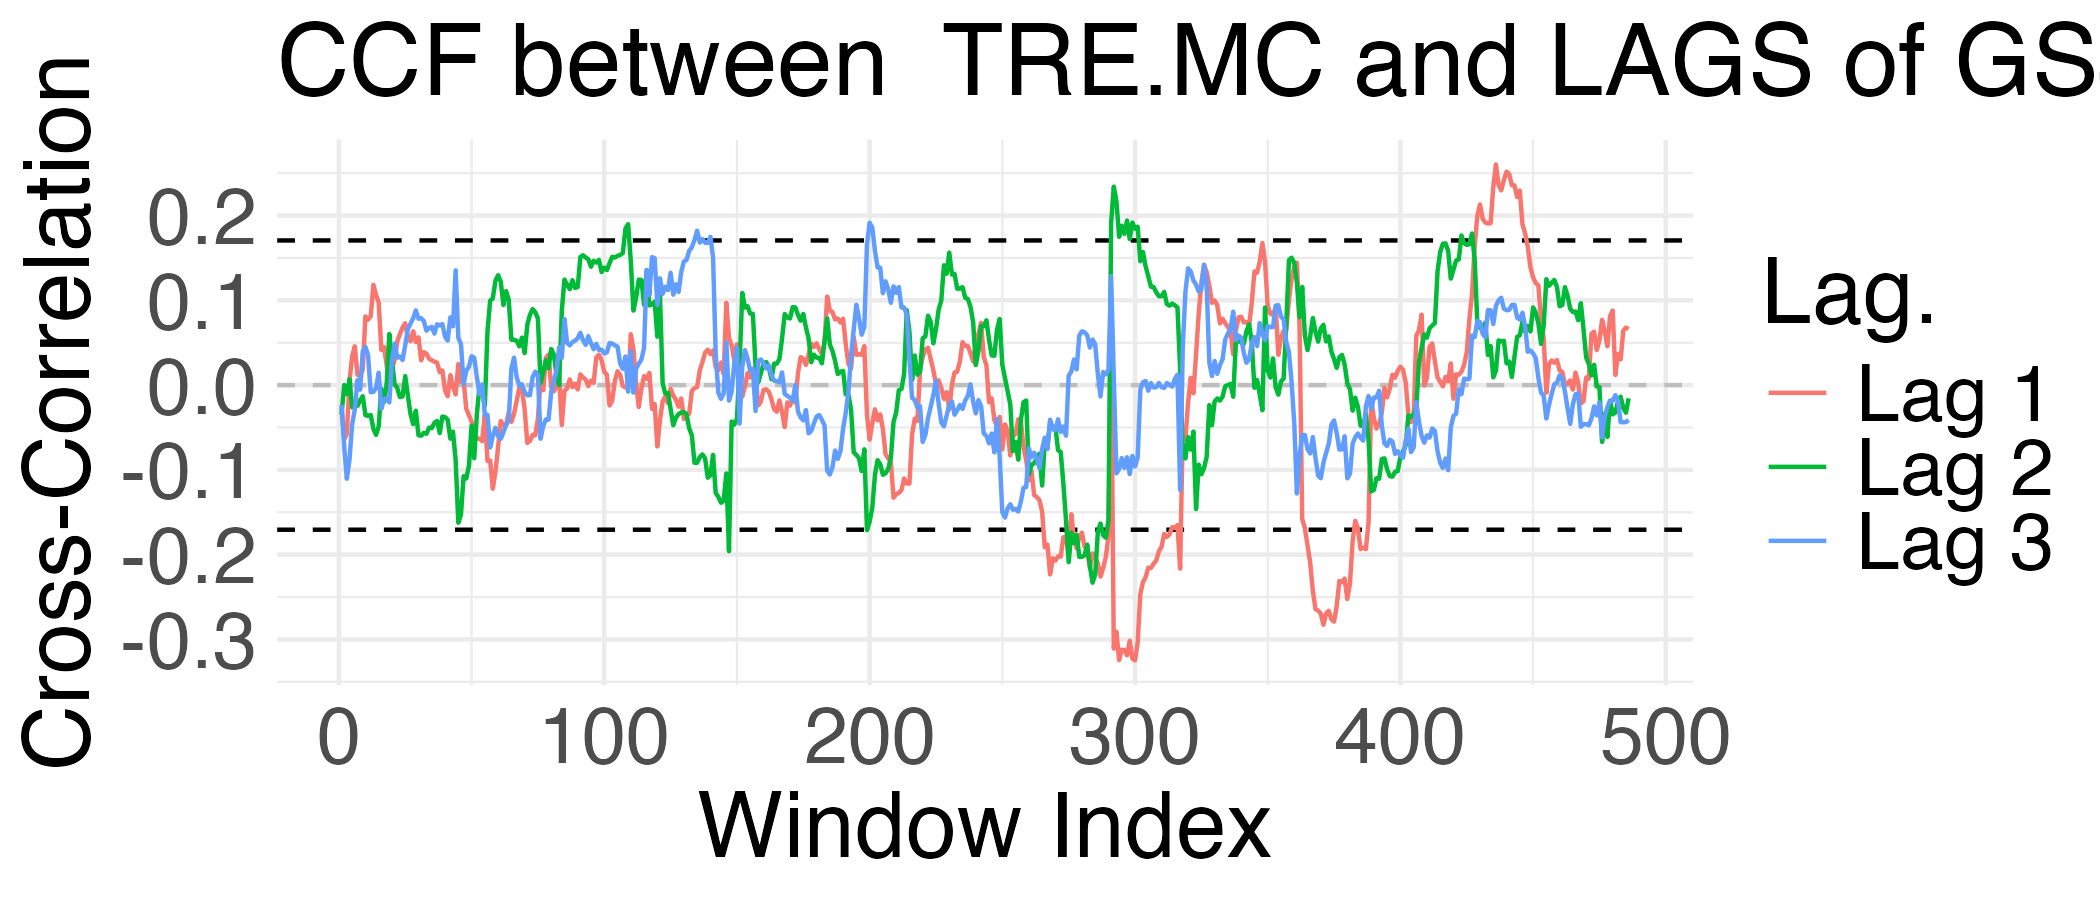 CCF between  TRE.MC and LAGS of GS
Cross-Correlation
0.2
0.1
0.0
-0.1
-0.2
-0.3
0 100 200 300 400 500
Window Index
Lag.
Lag 1
Lag 2
Lag 3